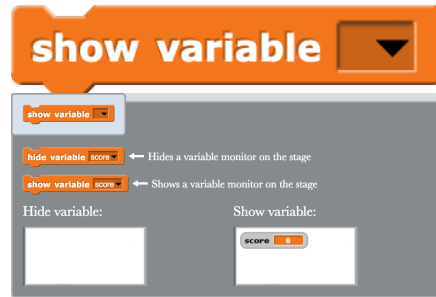 show variable
show variable
hide variable score Hides a variable monitor on the stage
show variable score Shows a variable monitor on the stage
Hide variable: Show variable:
score 0